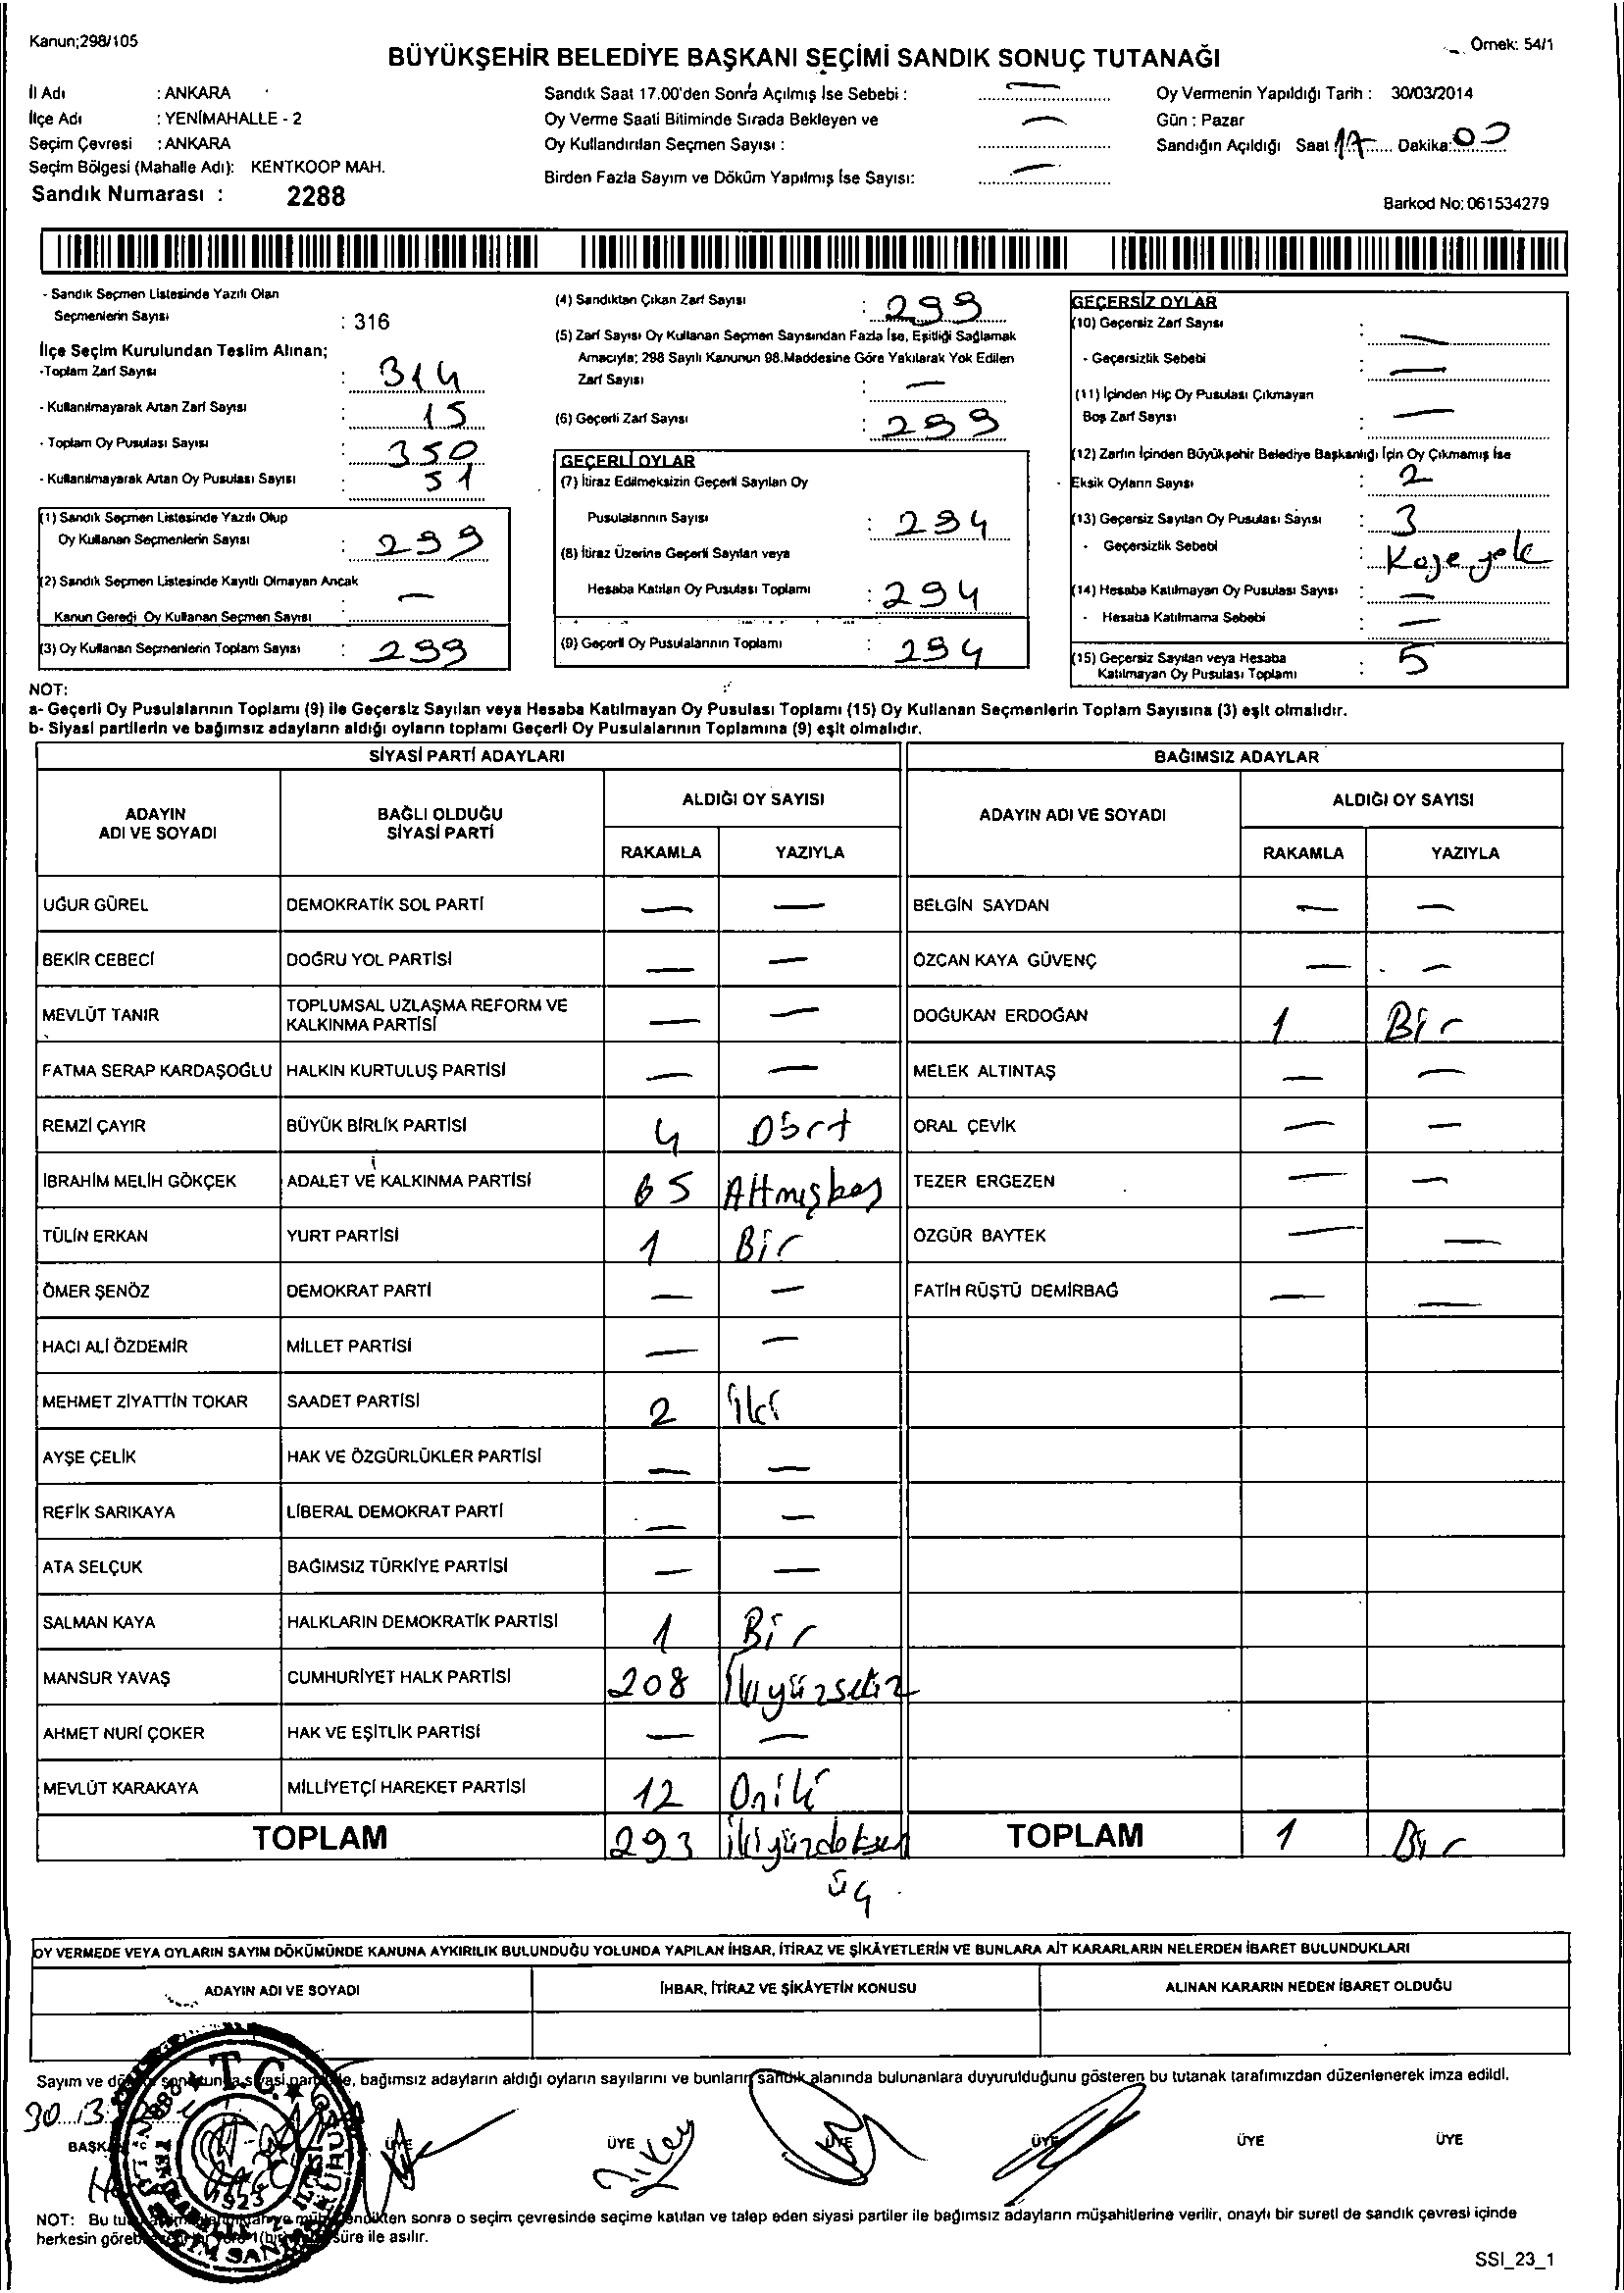 Kanun;298/105
Örnek: 54/1
BÜYÜKŞEHİR BELEDİYE BAŞKANI SEÇİMİ SANDIK SONUÇ TUTANAĞI
İl Adı : ANKARA
İlçe Adı : YENİMAHALLE - 2
Seçim Çevresi : ANKARA
Seçim Bölgesi (Mahalle Adı): KENTKOOP MAH.
Sandık Numarası : 2288
Sandık Saat 17.00'den Sonra Açılmış İse Sebebi : —
Oy Verme Saati Bitiminde Sırada Bekleyen ve
Oy Kullandırılan Seçmen Sayısı : —
Birden Fazla Sayım ve Döküm Yapılmış İse Sayısı: —
Oy Vermenin Yapıldığı Tarih : 30/03/2014
Gün : Pazar
Sandığın Açıldığı Saat 17 Dakika: 00
Barkod No: 061534279
- Sandık Seçmen Listesinde Yazılı Olan
Seçmenlerin Sayısı : 316
İlçe Seçim Kurulundan Teslim Alınan;
-Toplam Zarf Sayısı : 314
- Kullanılmayarak Artan Zarf Sayısı : 15
- Toplam Oy Pusulası Sayısı : 350
- Kullanılmayarak Artan Oy Pusulası Sayısı : 51
(1) Sandık Seçmen Listesinde Yazılı Olup
Oy Kullanan Seçmenlerin Sayısı : 299
(2) Sandık Seçmen Listesinde Kayıtlı Olmayan Ancak
Kanun Gereği Oy Kullanan Seçmen Sayısı : —
(3) Oy Kullanan Seçmenlerin Toplam Sayısı : 299
(4) Sandıktan Çıkan Zarf Sayısı : 299
(5) Zarf Sayısı Oy Kullanan Seçmen Sayısından Fazla İse, Eşitliği Sağlamak
Amacıyla; 298 Sayılı Kanunun 98.Maddesine Göre Yakılarak Yok Edilen
Zarf Sayısı : —
(6) Geçerli Zarf Sayısı : 299
GEÇERLİ OYLAR
(7) İtiraz Edilmeksizin Geçerli Sayılan Oy
Pusulalarının Sayısı : 294
(8) İtiraz Üzerine Geçerli Sayılan veya
Hesaba Katılan Oy Pusulası Toplamı : 294
(9) Geçerli Oy Pusulalarının Toplamı : 294
GEÇERSİZ OYLAR
(10) Geçersiz Zarf Sayısı : —
- Geçersizlik Sebebi : —
(11) İçinden Hiç Oy Pusulası Çıkmayan
Boş Zarf Sayısı : —
(12) Zarfın İçinden Büyükşehir Belediye Başkanlığı İçin Oy Çıkmamış İse
Eksik Oyların Sayısı : 2
(13) Geçersiz Sayılan Oy Pusulası Sayısı : 3
- Geçersizlik Sebebi :
(14) Hesaba Katılmayan Oy Pusulası Sayısı : —
- Hesaba Katılmama Sebebi : —
(15) Geçersiz Sayılan veya Hesaba
Katılmayan Oy Pusulası Toplamı : 5
NOT:
a- Geçerli Oy Pusulalarının Toplamı (9) ile Geçersiz Sayılan veya Hesaba Katılmayan Oy Pusulası Toplamı (15) Oy Kullanan Seçmenlerin Toplam Sayısına (3) eşit olmalıdır.
b- Siyasi partilerin ve bağımsız adayların aldığı oyların toplamı Geçerli Oy Pusulalarının Toplamına (9) eşit olmalıdır.
SİYASİ PARTİ ADAYLARI
ADAYIN
ADI VE SOYADI
BAĞLI OLDUĞU
SİYASİ PARTİ
ALDIĞI OY SAYISI
RAKAMLA YAZIYLA
UĞUR GÜREL DEMOKRATİK SOL PARTİ — —
BEKİR CEBECİ DOĞRU YOL PARTİSİ — —
MEVLÜT TANIR TOPLUMSAL UZLAŞMA REFORM VE
KALKINMA PARTİSİ — —
FATMA SERAP KARDAŞOĞLU HALKIN KURTULUŞ PARTİSİ — —
REMZİ ÇAYIR BÜYÜK BİRLİK PARTİSİ 4 Dört
İBRAHİM MELİH GÖKÇEK ADALET VE KALKINMA PARTİSİ 65 Altmışbeş
TÜLİN ERKAN YURT PARTİSİ 1 Bir
ÖMER ŞENÖZ DEMOKRAT PARTİ — —
HACI ALİ ÖZDEMİR MİLLET PARTİSİ — —
MEHMET ZİYATTİN TOKAR SAADET PARTİSİ 2 İki
AYŞE ÇELİK HAK VE ÖZGÜRLÜKLER PARTİSİ — —
REFİK SARIKAYA LİBERAL DEMOKRAT PARTİ — —
ATA SELÇUK BAĞIMSIZ TÜRKİYE PARTİSİ — —
SALMAN KAYA HALKLARIN DEMOKRATİK PARTİSİ 1 Bir
MANSUR YAVAŞ CUMHURİYET HALK PARTİSİ 208 İkiyüzsekiz
AHMET NURİ ÇOKER HAK VE EŞİTLİK PARTİSİ — —
MEVLÜT KARAKAYA MİLLİYETÇİ HAREKET PARTİSİ 12 Oniki
TOPLAM 293 ikiyüzdoksan
üç
BAĞIMSIZ ADAYLAR
ADAYIN ADI VE SOYADI
ALDIĞI OY SAYISI
RAKAMLA YAZIYLA
BELGİN SAYDAN — —
ÖZCAN KAYA GÜVENÇ — —
DOĞUKAN ERDOĞAN 1 Bir
MELEK ALTINTAŞ — —
ORAL ÇEVİK — —
TEZER ERGEZEN — —
ÖZGÜR BAYTEK — —
FATİH RÜŞTÜ DEMİRBAĞ — —
TOPLAM 1 Bir
OY VERMEDE VEYA OYLARIN SAYIM DÖKÜMÜNDE KANUNA AYKIRILIK BULUNDUĞU YOLUNDA YAPILAN İHBAR, İTİRAZ VE ŞİKÂYETLERİN VE BUNLARA AİT KARARLARIN NELERDEN İBARET BULUNDUKLARI
ADAYIN ADI VE SOYADI
İHBAR, İTİRAZ VE ŞİKÂYETİN KONUSU
ALINAN KARARIN NEDEN İBARET OLDUĞU
Sayım ve bağımsız adayların aldığı oyların sayılarını ve bunların sandık alanında bulunanlara duyurulduğunu gösteren bu tutanak tarafımızdan düzenlenerek imza edildi.
30
ÜYE ÜYE ÜYE ÜYE ÜYE ÜYE
T.C.
1923
NOT: Bu sonra o seçim çevresinde seçime katılan ve talep eden siyasi partiler ile bağımsız adayların müşahitlerine verilir, onaylı bir sureti de sandık çevresi içinde
herkesin süre ile asılır.
SSI_23_1